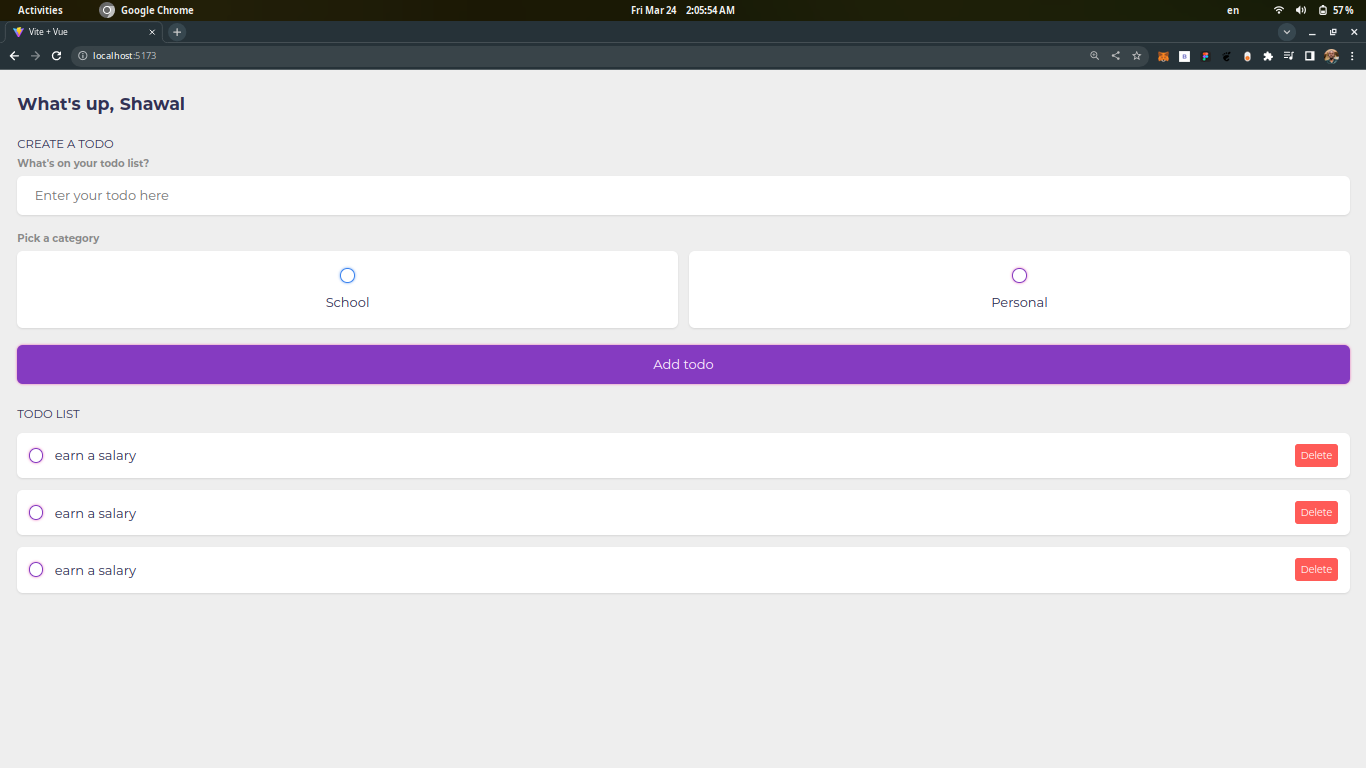 Activities Google Chrome Fri Mar 24 2:05:54 AM en 57 %
Vite + Vue
localhost:5173
What's up, Shawal
CREATE A TODO
What's on your todo list?
Enter your todo here
Pick a category
School Personal
Add todo
TODO LIST
earn a salary Delete
earn a salary Delete
earn a salary Delete